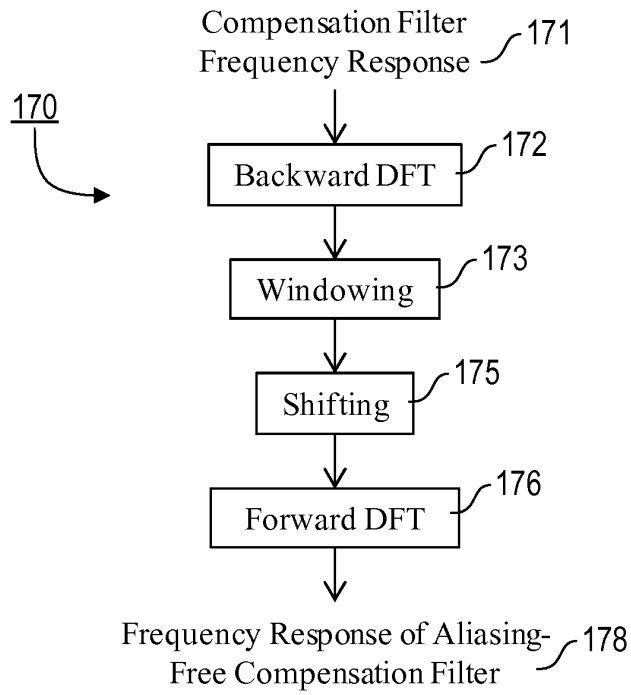 Compensation Filter
Frequency Response
171
170
172
Backward DFT
173
Windowing
175
Shifting
176
Forward DFT
Frequency Response of Aliasing-
Free Compensation Filter
178